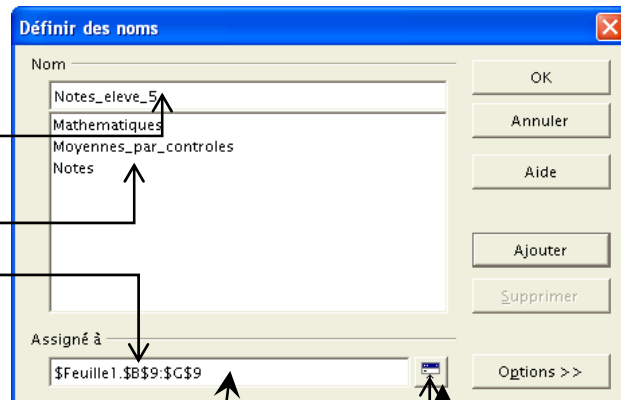 Définir des noms
Nom
OK
Notes_eleve_5
Annuler
Mathematiques
Moyennes_par_controles
Notes
Aide
Ajouter
Supprimer
Assigné à
$Feuille1.$B$9:$G$9
Options >>